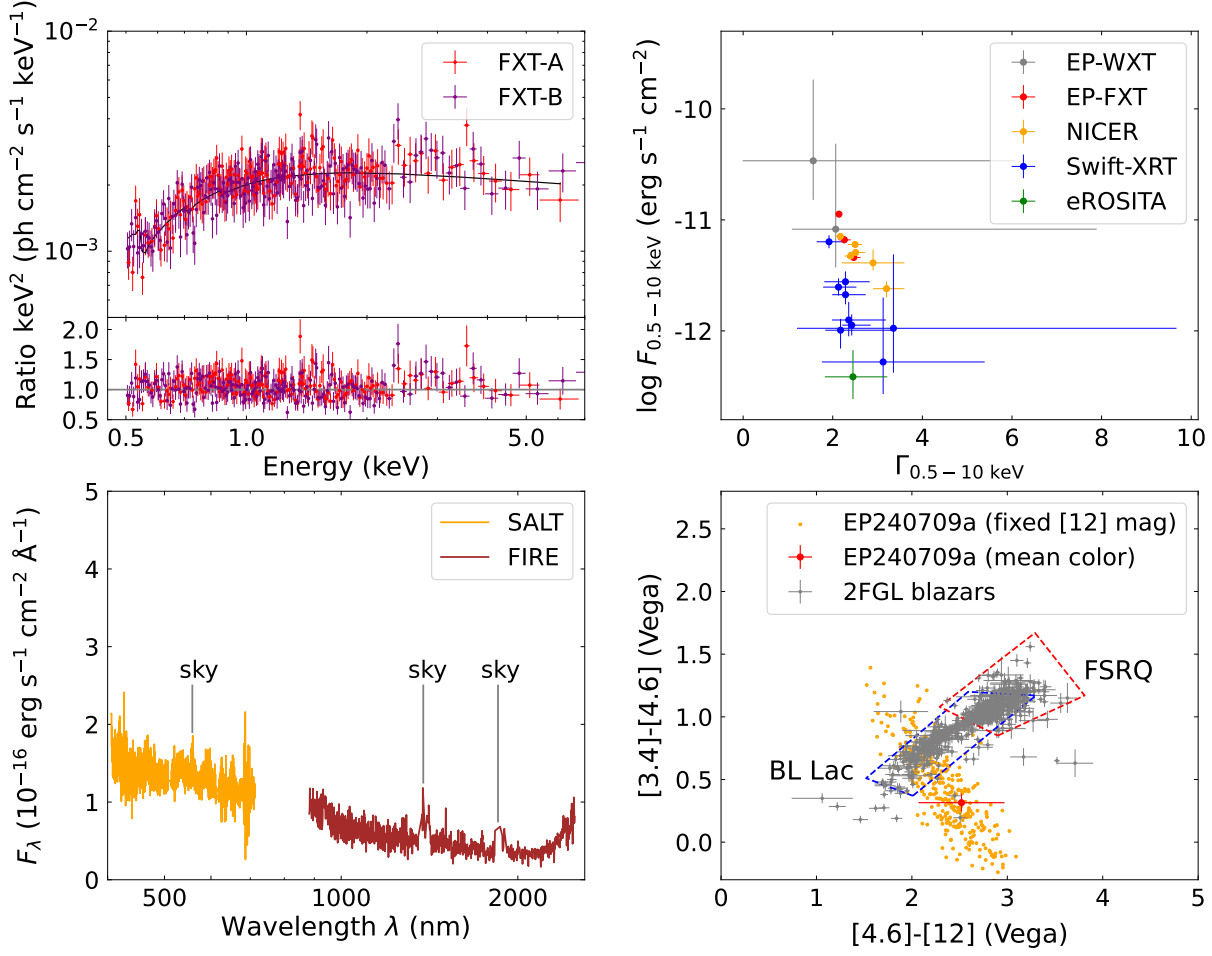 keV² (ph cm⁻² s⁻¹ keV⁻¹)
10⁻²
10⁻³
FXT-A
FXT-B
Ratio
2.0
1.5
1.0
0.5
0.5
1.0
5.0
Energy (keV)
log F₀.₅₋₁₀ ₖₑᵥ (erg s⁻¹ cm⁻²)
-10
-11
-12
EP-WXT
EP-FXT
NICER
Swift-XRT
eROSITA
0
2
4
6
8
10
Γ₀.₅₋₁₀ ₖₑᵥ
F_λ (10⁻¹⁶ erg s⁻¹ cm⁻² Å⁻¹)
5
4
3
2
1
0
SALT
FIRE
sky
sky
sky
500
1000
2000
Wavelength λ (nm)
[3.4]-[4.6] (Vega)
2.5
2.0
1.5
1.0
0.5
0.0
EP240709a (fixed [12] mag)
EP240709a (mean color)
2FGL blazars
FSRQ
BL Lac
0
1
2
3
4
5
[4.6]-[12] (Vega)